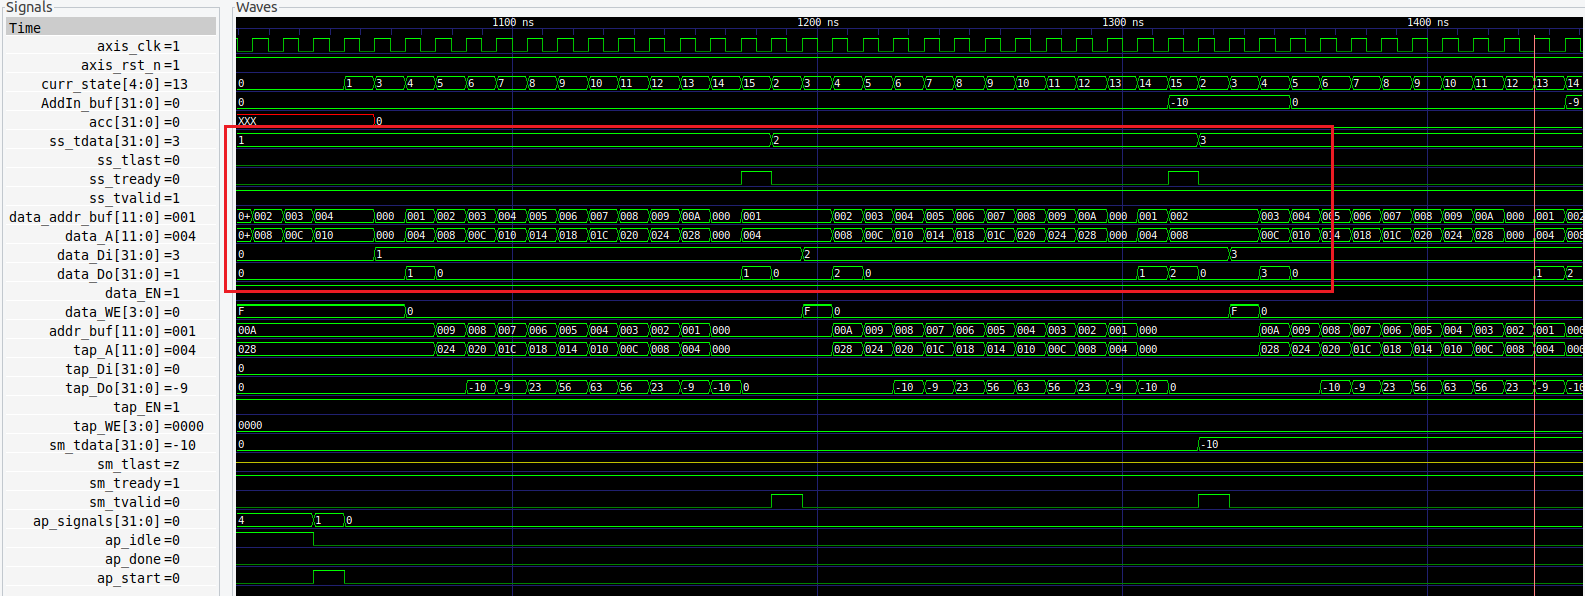 Signals Waves
Time 1100 ns 1200 ns 1300 ns 1400 ns
axis_clk =1
axis_rst_n =1
curr_state[4:0] =13 0 1 3 4 5 6 7 8 9 10 11 12 13 14 15 2 3 4 5 6 7 8 9 10 11 12 13 14 15 2 3 4 5 6 7 8 9 10 11 12 13 14
AddIn_buf[31:0] =0 0 -10 0 -9
acc[31:0] =0 XXX 0
ss_tdata[31:0] =3 1 2 3
ss_tlast =0
ss_tready =0
ss_tvalid =1
data_addr_buf[11:0] =001 0+ 002 003 004 000 001 002 003 004 005 006 007 008 009 00A 000 001 002 003 004 005 006 007 008 009 00A 000 001 002 003 004 005 006 007 008 009 00A 000 001 002
data_A[11:0] =004 0+ 008 00C 010 000 004 008 00C 010 014 018 01C 020 024 028 000 004 008 00C 010 014 018 01C 020 024 028 000 004 008 00C 010 014 018 01C 020 024 028 000 004 008
data_Di[31:0] =3 0 1 2 3
data_Do[31:0] =1 0 1 0 1 0 2 0 1 2 0 3 0 1 2
data_EN =1
data_WE[3:0] =0 F 0 F 0 F 0
addr_buf[11:0] =001 00A 009 008 007 006 005 004 003 002 001 000 00A 009 008 007 006 005 004 003 002 001 000 00A 009 008 007 006 005 004 003 002 001 000
tap_A[11:0] =004 028 024 020 01C 018 014 010 00C 008 004 000 028 024 020 01C 018 014 010 00C 008 004 000 028 024 020 01C 018 014 010 00C 008 004 000
tap_Di[31:0] =0 0
tap_Do[31:0] =-9 0 -10 -9 23 56 63 56 23 -9 -10 0 -10 -9 23 56 63 56 23 -9 -10 0 -10 -9 23 56 63 56 23 -9 -10
tap_EN =1
tap_WE[3:0] =0000 0000
sm_tdata[31:0] =-10 0 -10
sm_tlast =z
sm_tready =1
sm_tvalid =0
ap_signals[31:0] =0 4 1 0
ap_idle =0
ap_done =0
ap_start =0